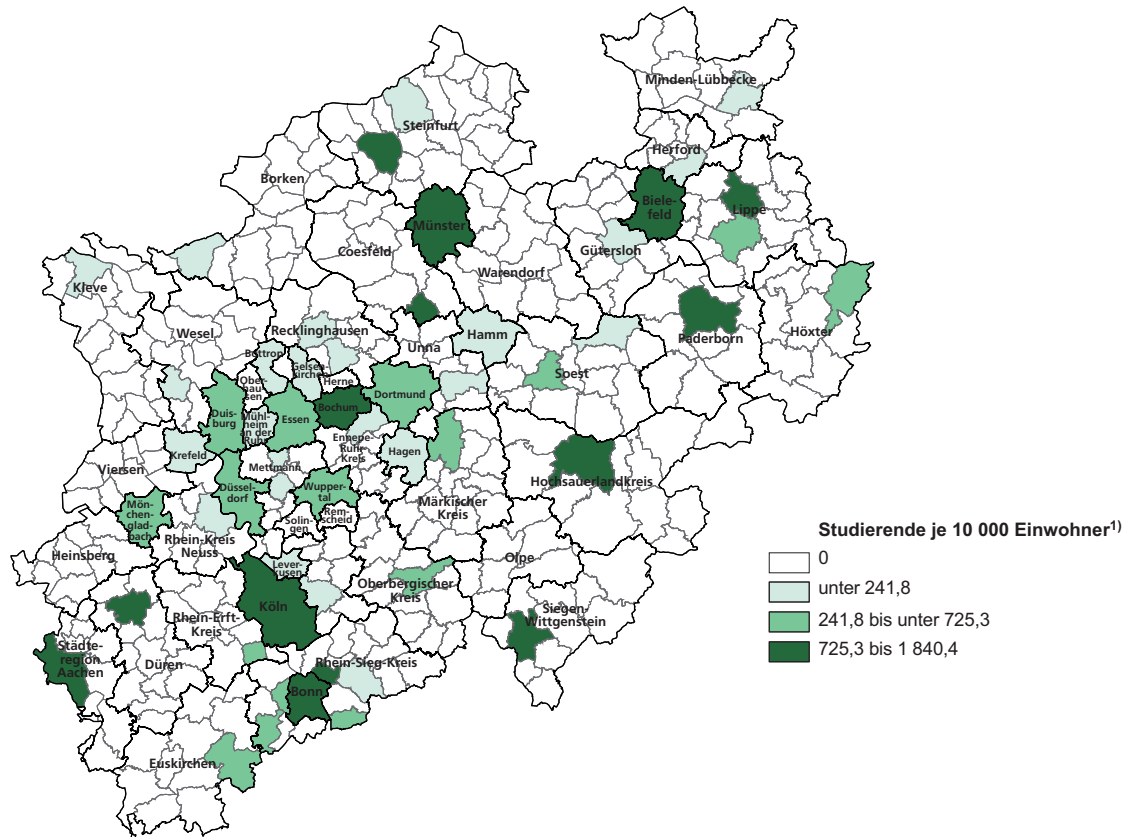 Minden-Lübbecke
Steinfurt
Herford
Borken
Biele-
feld
Lippe
Münster
Coesfeld
Gütersloh
Warendorf
Kleve
Wesel
Recklinghausen
Hamm
Unna
Paderborn
Höxter
Bottrop
Gelsen-
kirchen
Herne
Soest
Ober-
hau-
sen
Dortmund
Bochum
Duis-
burg
Mühl-
heim
an der
Ruhr
Essen
Ennepe-
Ruhr-
Kreis
Hagen
Krefeld
Viersen
Mettmann
Hochsauerlandkreis
Düssel-
dorf
Wupper-
tal
Märkischer
Kreis
Mön-
chen-
glad-
bach
Solin-
gen
Rem-
scheid
Rhein-Kreis
Neuss
Heinsberg
Lever-
kusen
Olpe
Oberbergischer
Kreis
Köln
Rhein-Erft-
Kreis
Siegen-
Wittgenstein
Städte-
region
Aachen
Düren
Rhein-Sieg-Kreis
Bonn
Euskirchen
Studierende je 10 000 Einwohner1)
0
unter 241,8
241,8 bis unter 725,3
725,3 bis 1 840,4